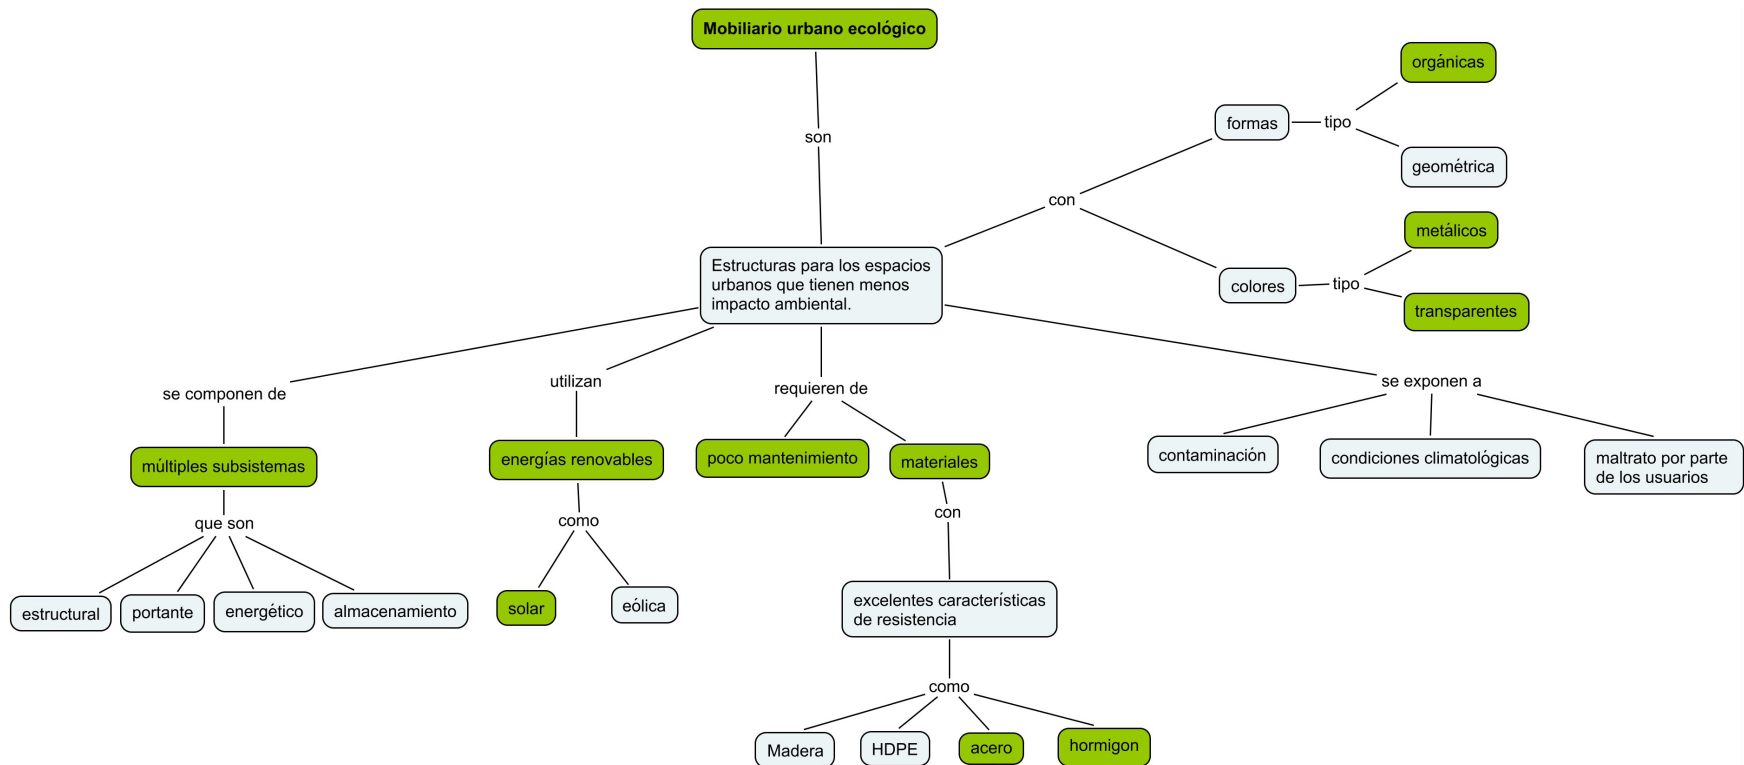 Mobiliario urbano ecológico
son
Estructuras para los espacios
urbanos que tienen menos
impacto ambiental.
con
formas
tipo
orgánicas
geométrica
colores
tipo
metálicos
transparentes
se componen de
múltiples subsistemas
que son
estructural
portante
energético
almacenamiento
utilizan
energías renovables
como
solar
eólica
requieren de
poco mantenimiento
materiales
con
excelentes características
de resistencia
como
Madera
HDPE
acero
hormigon
se exponen a
contaminación
condiciones climatológicas
maltrato por parte
de los usuarios